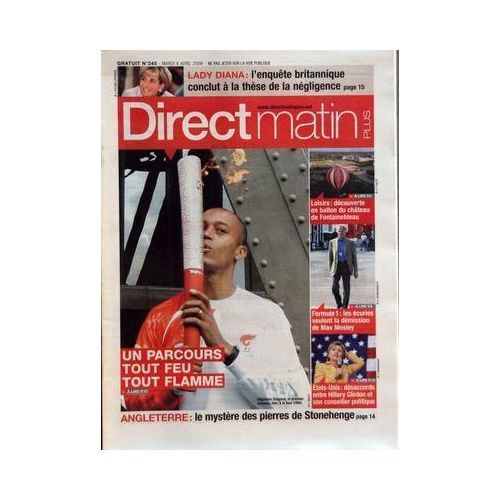 GRATUIT N°245 - MARDI 8 AVRIL 2008 - NE PAS JETER SUR LA VOIE PUBLIQUE
LADY DIANA : l'enquête britannique
conclut à la thèse de la négligence page 15
www.directmatinplus.net
Direct matin
PLUS
Loisirs : découverte
en ballon du château
de Fontainebleau
Formule 1 : les écuries
veulent la démission
de Max Mosley
UN PARCOURS
TOUT FEU
TOUT FLAMME
États-Unis : désaccords
entre Hillary Clinton et
son conseiller politique
ANGLETERRE : le mystère des pierres de Stonehenge page 14